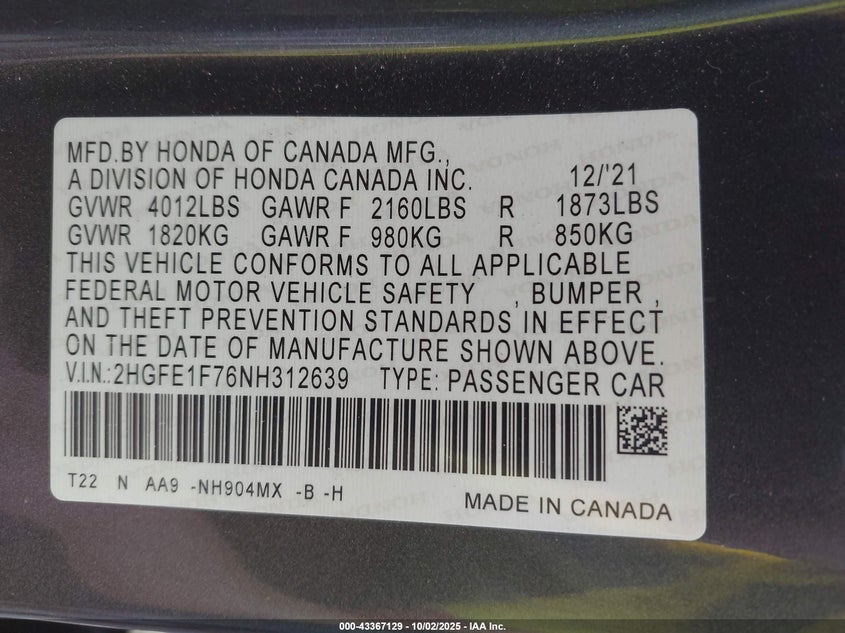 MFD.BY HONDA OF CANADA MFG.,
A DIVISION OF HONDA CANADA INC. 12/'21
GVWR 4012LBS GAWR F 2160LBS R 1873LBS
GVWR 1820KG GAWR F 980KG R 850KG
THIS VEHICLE CONFORMS TO ALL APPLICABLE
FEDERAL MOTOR VEHICLE SAFETY , BUMPER ,
AND THEFT PREVENTION STANDARDS IN EFFECT
ON THE DATE OF MANUFACTURE SHOWN ABOVE.
V.I.N.:2HGFE1F76NH312639 TYPE: PASSENGER CAR
T22 N AA9 -NH904MX -B -H
MADE IN CANADA
000-43367129 - 10/02/2025 - IAA Inc.